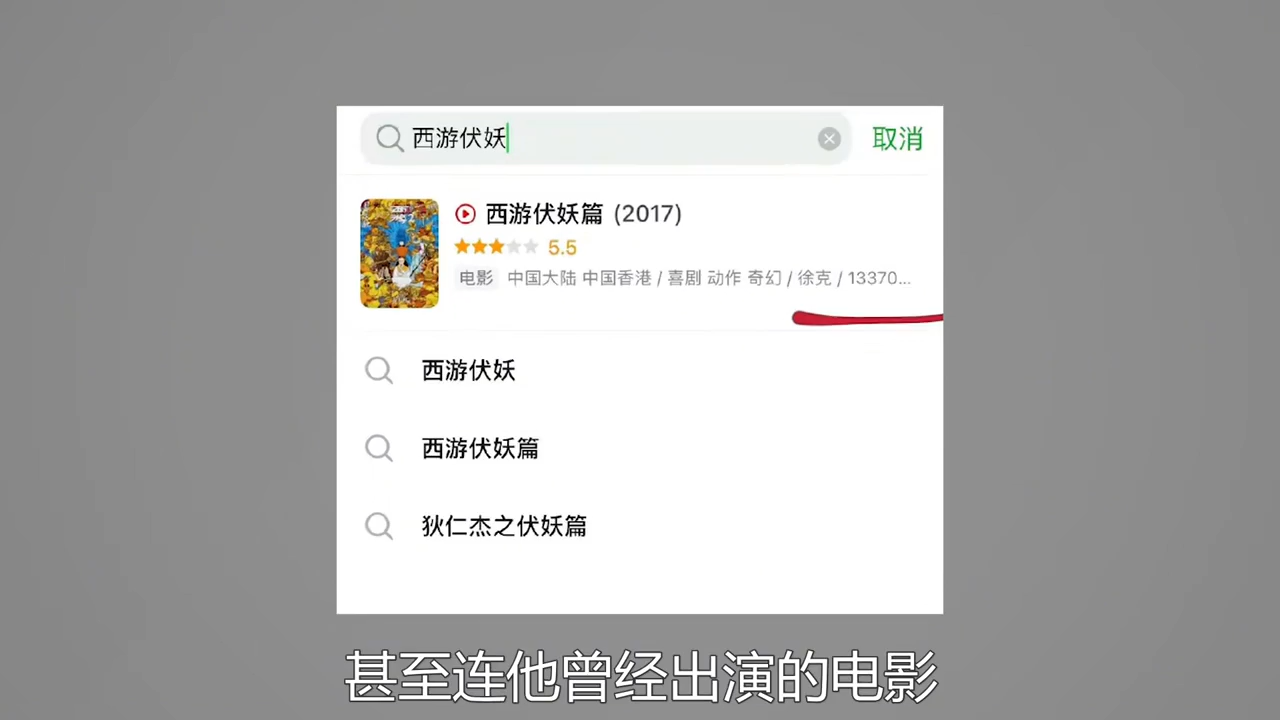 西游伏妖
取消
西游伏妖篇 (2017)
5.5
电影 中国大陆 中国香港 / 喜剧 动作 奇幻 / 徐克 / 13370...
西游伏妖
西游伏妖篇
狄仁杰之伏妖篇
甚至连他曾经出演的电影